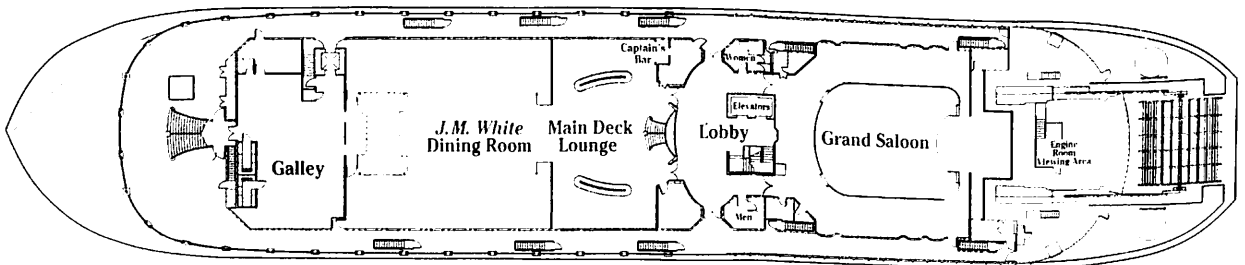 Captain's
Bar
Women
Elevators
J.M. White
Dining Room
Main Deck
Lounge
Lobby
Grand Saloon
Engine
Room
Viewing Area
Galley
Men